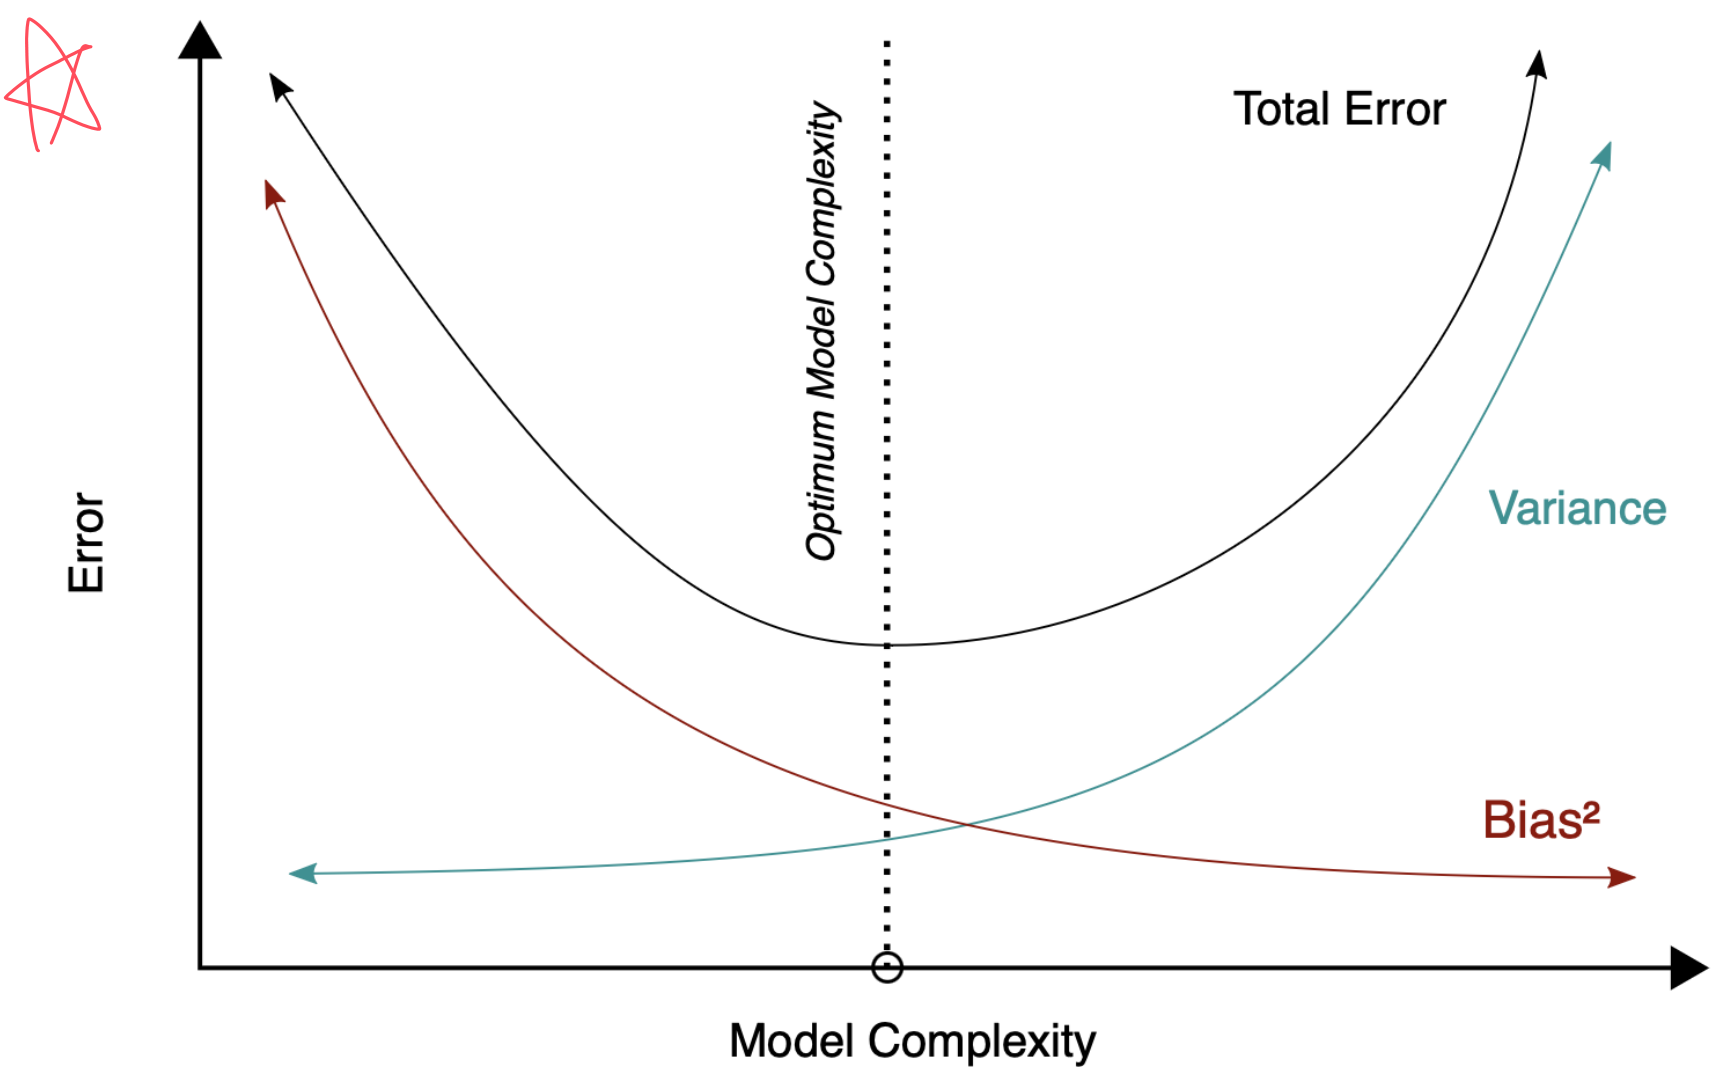 Total Error
Optimum Model Complexity
Variance
Error
Bias²
Model Complexity